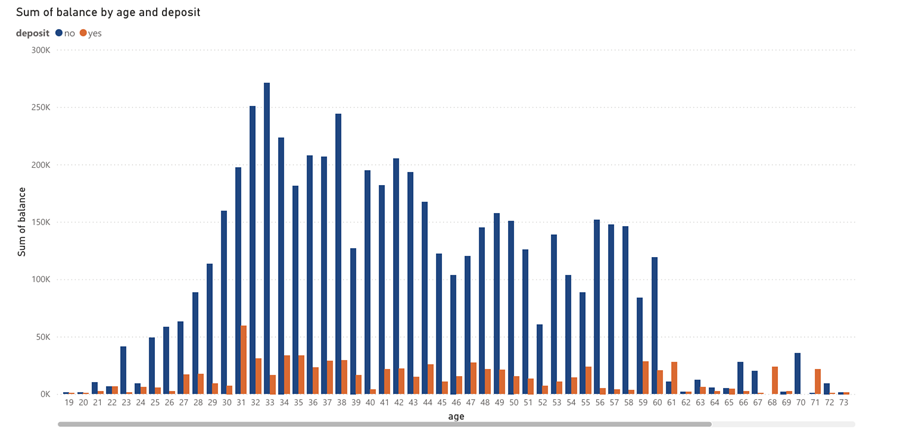 Sum of balance by age and deposit
deposit no yes
300K
250K
200K
150K
100K
50K
0K
Sum of balance
19 20 21 22 23 24 25 26 27 28 29 30 31 32 33 34 35 36 37 38 39 40 41 42 43 44 45 46 47 48 49 50 51 52 53 54 55 56 57 58 59 60 61 62 63 64 65 66 67 68 69 70 71 72 73
age